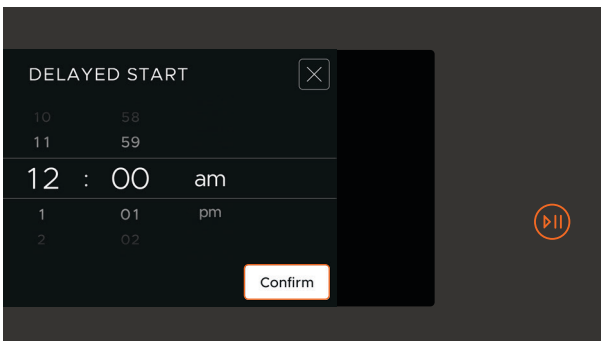 DELAYED START
10 58
11 59
12 : 00 am
1 01 pm
2 02
Confirm